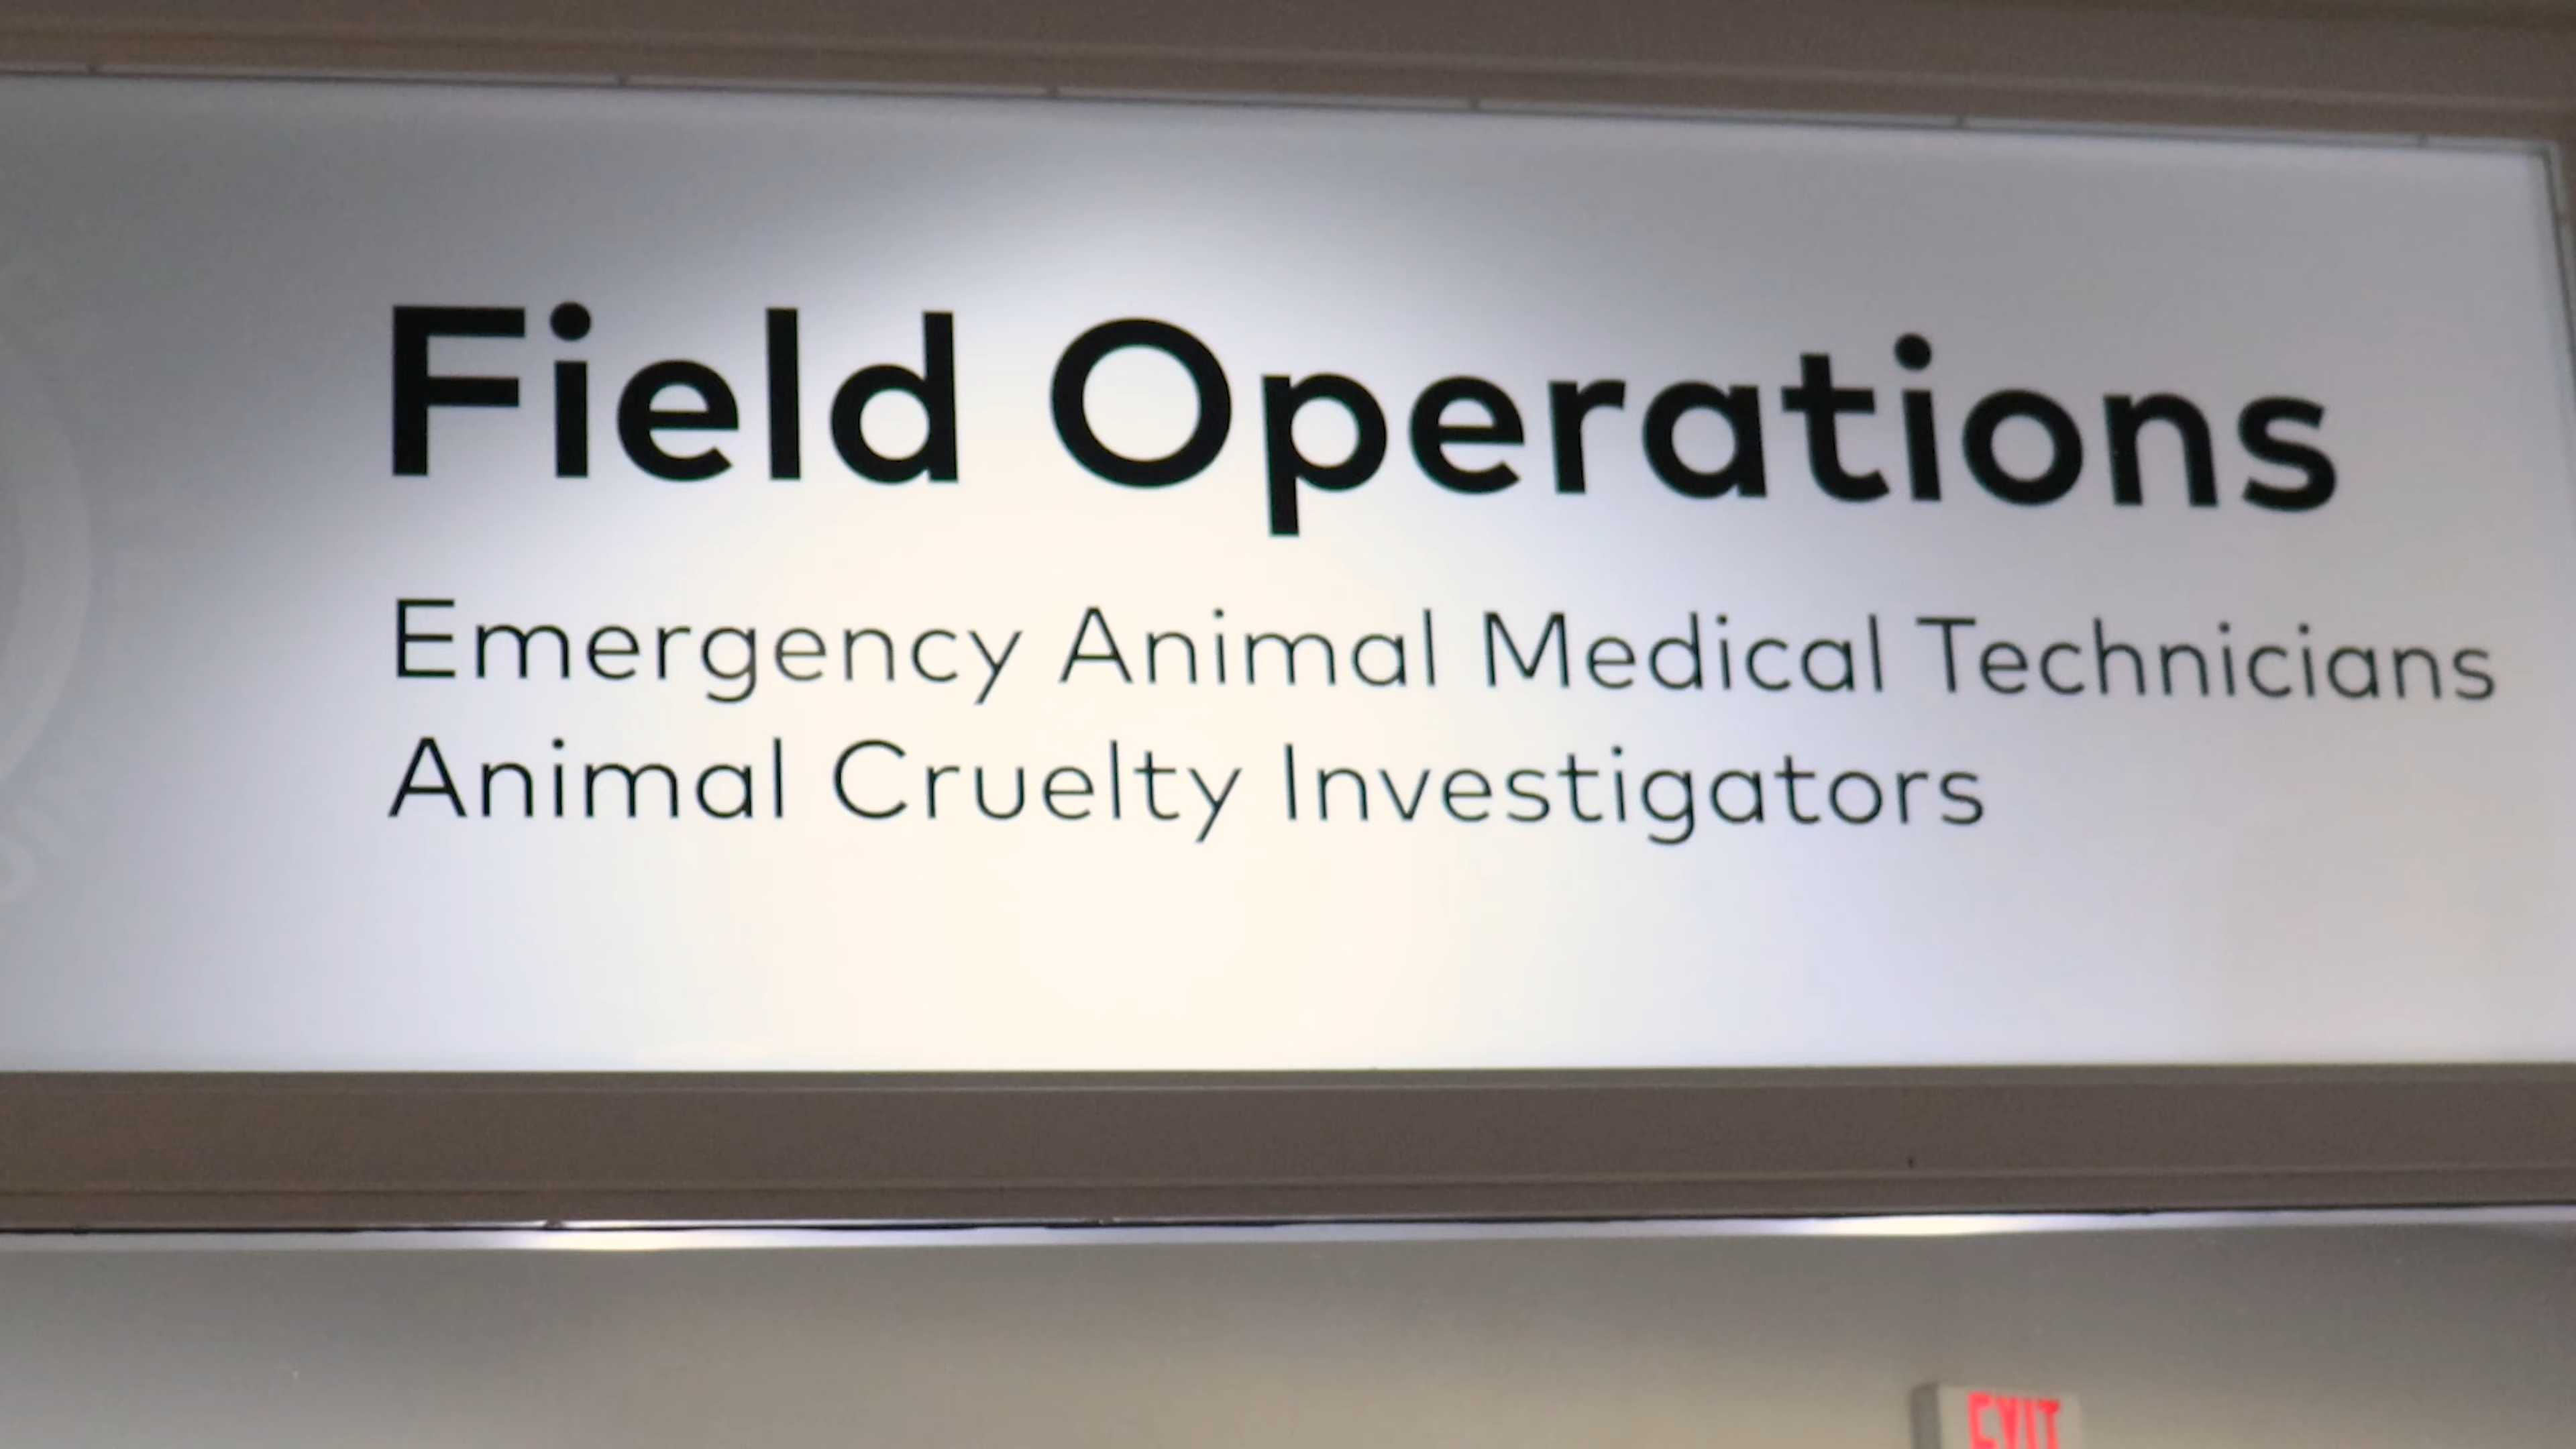 Field Operations
Emergency Animal Medical Technicians
Animal Cruelty Investigators
EXIT